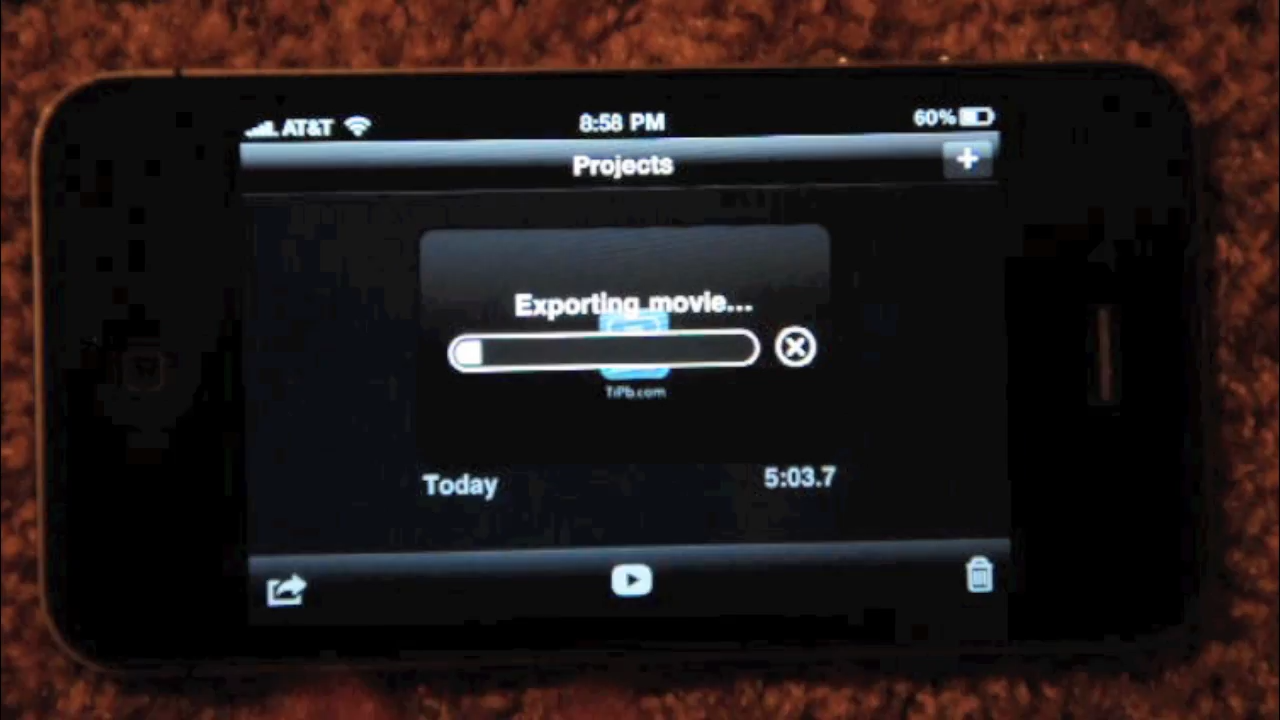 AT&T 8:58 PM 60%
Projects
Exporting movie...
TiPb.com
Today 5:03.7